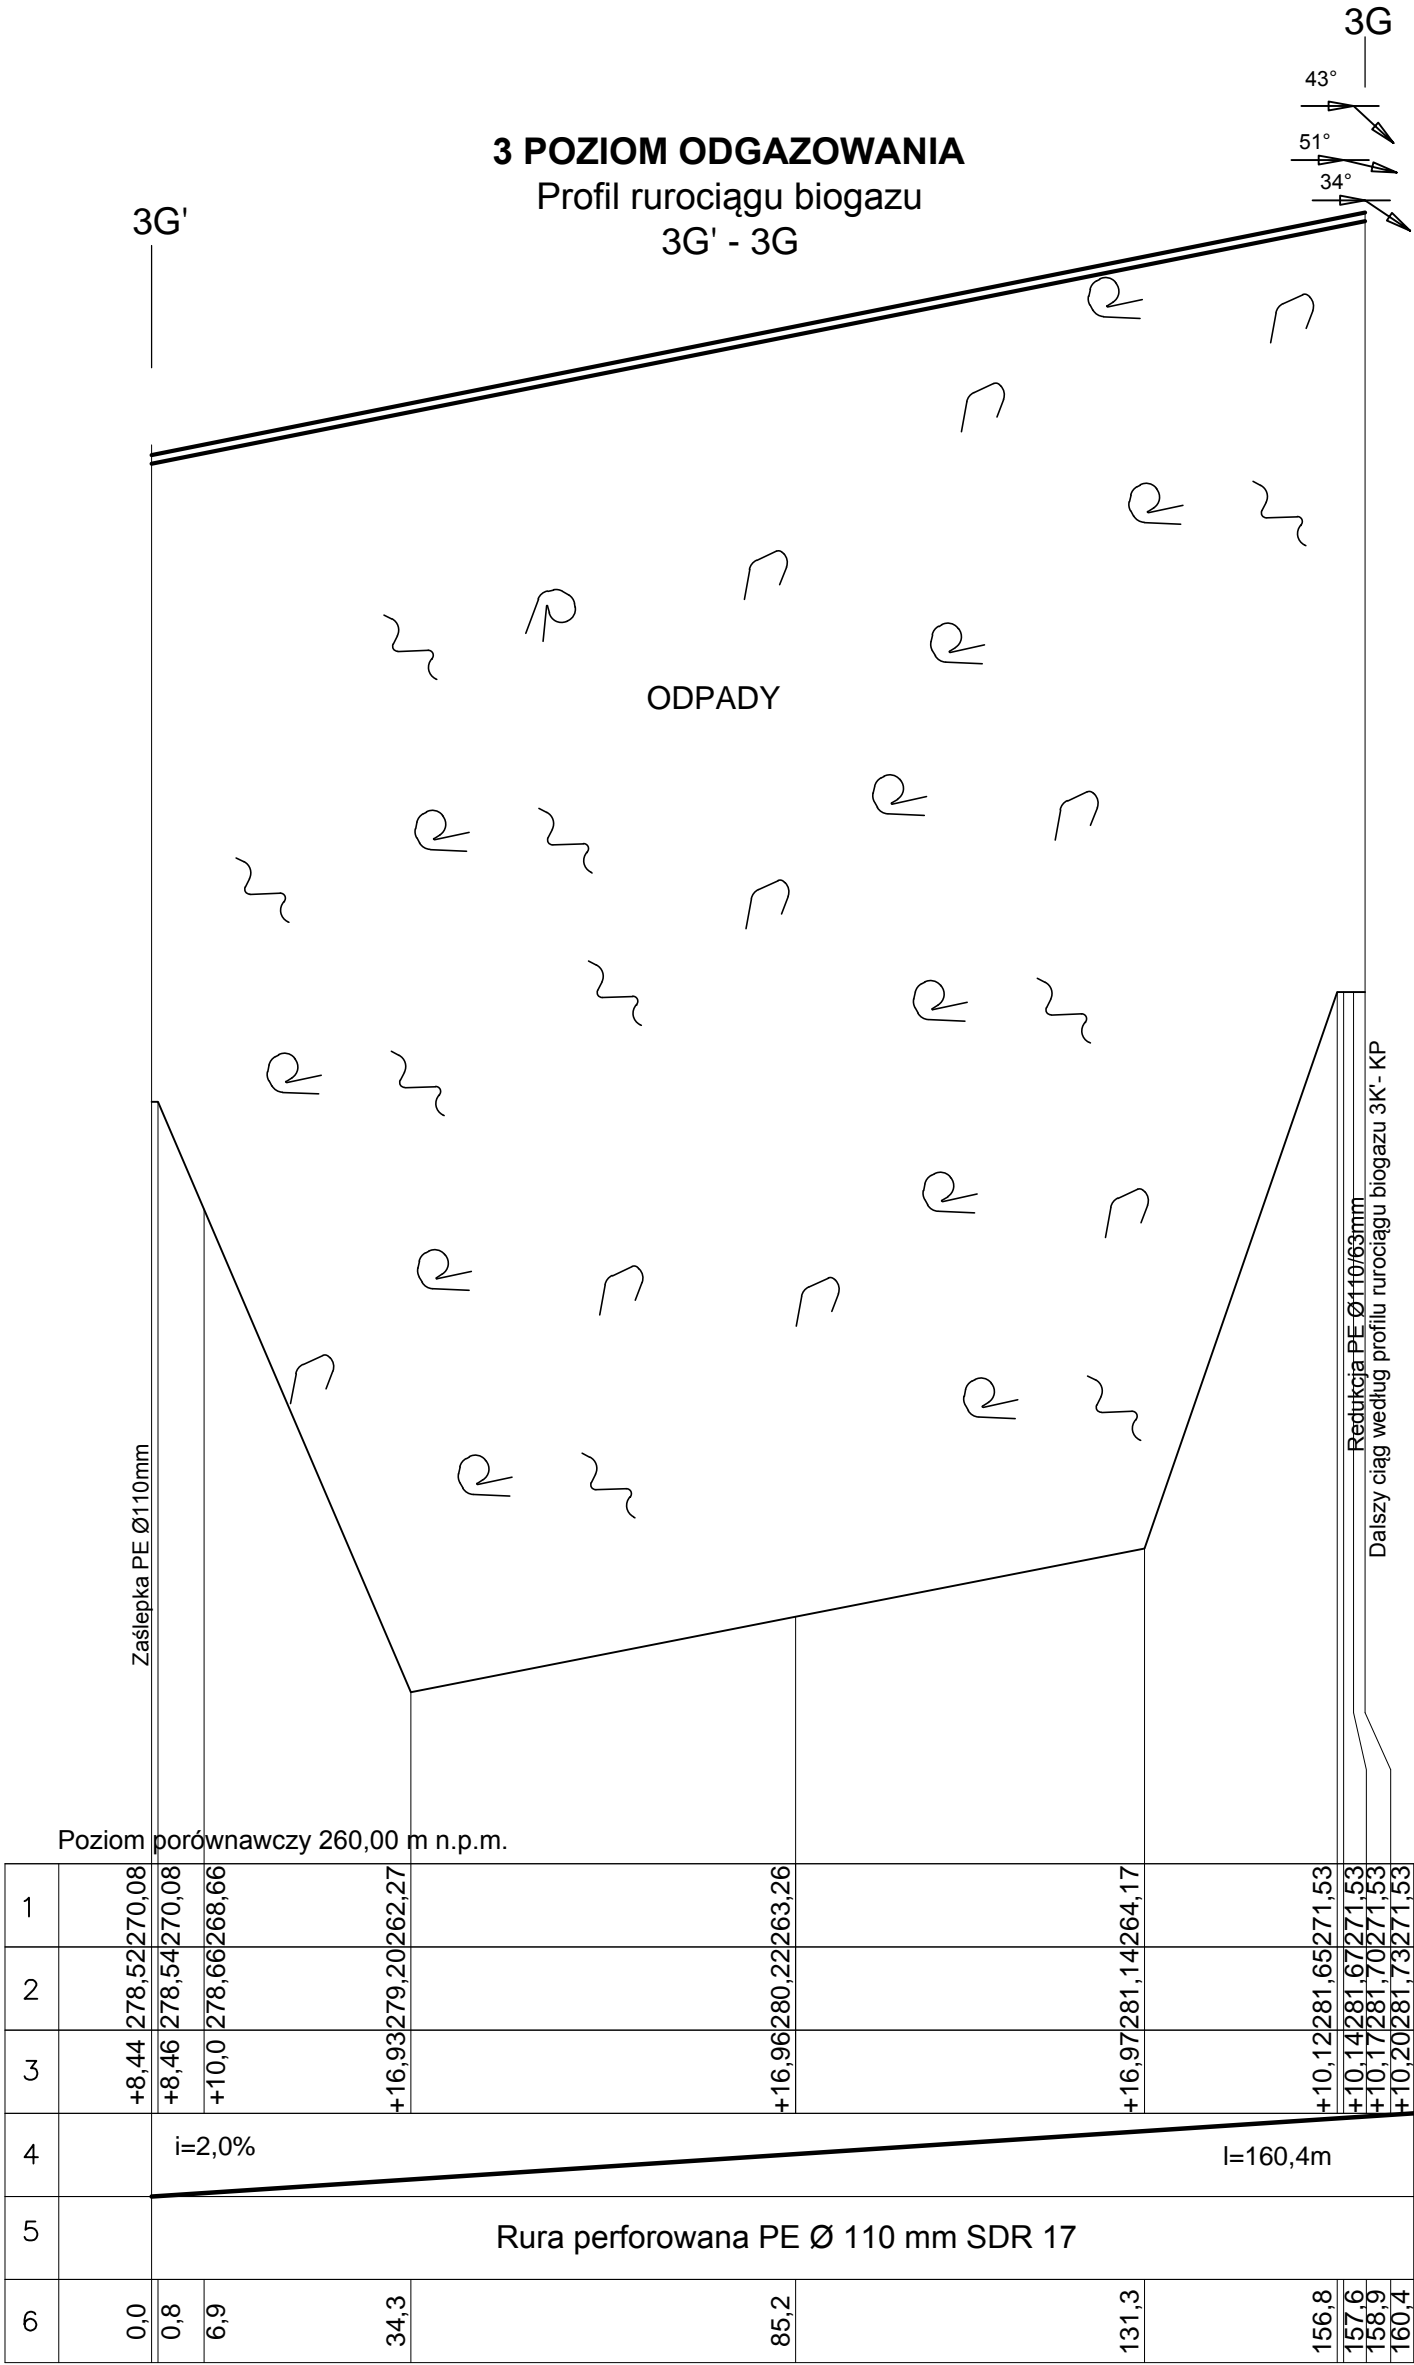 3G
43°
51°
34°
3 POZIOM ODGAZOWANIA
Profil rurociągu biogazu
3G' - 3G
3G'
ODPADY
Zaślepka PE Ø110mm
Redukcja PE Ø110/63mm
Dalszy ciąg według profilu rurociągu biogazu 3K'- KP
Poziom porównawczy 260,00 m n.p.m.
1 270,08 270,08 268,66 262,27 263,26 264,17 271,53 271,53 271,53 271,53
2 278,52 278,54 278,66 279,20 280,22 281,14 281,65 281,67 281,70 281,73
3 +8,44 +8,46 +10,0 +16,93 +16,96 +16,97 +10,12 +10,14 +10,17 +10,20
4 i=2,0% l=160,4m
5 Rura perforowana PE Ø 110 mm SDR 17
6 0,0 0,8 6,9 34,3 85,2 131,3 156,8 157,6 158,9 160,4